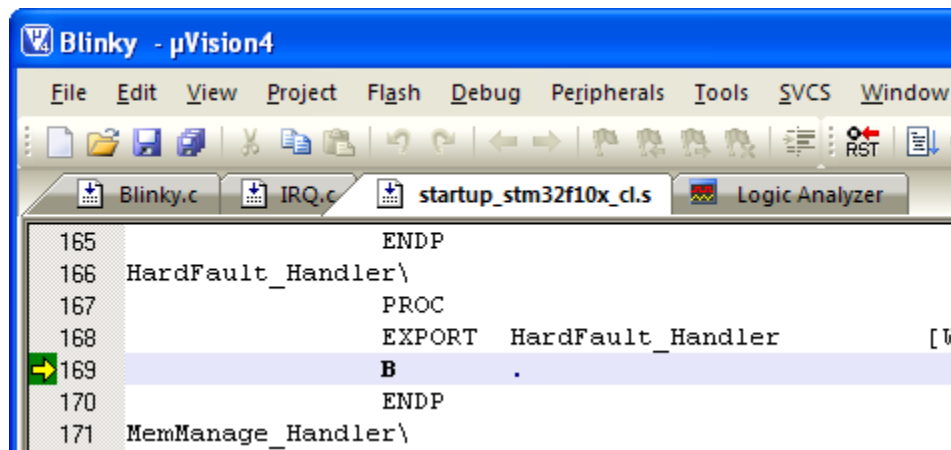 Blinky - µVision4
File Edit View Project Flash Debug Peripherals Tools SVCS Window
RST
Blinky.c IRQ.c startup_stm32f10x_cl.s Logic Analyzer
165 ENDP
166 HardFault_Handler\
167 PROC
168 EXPORT HardFault_Handler [W
169 B .
170 ENDP
171 MemManage_Handler\